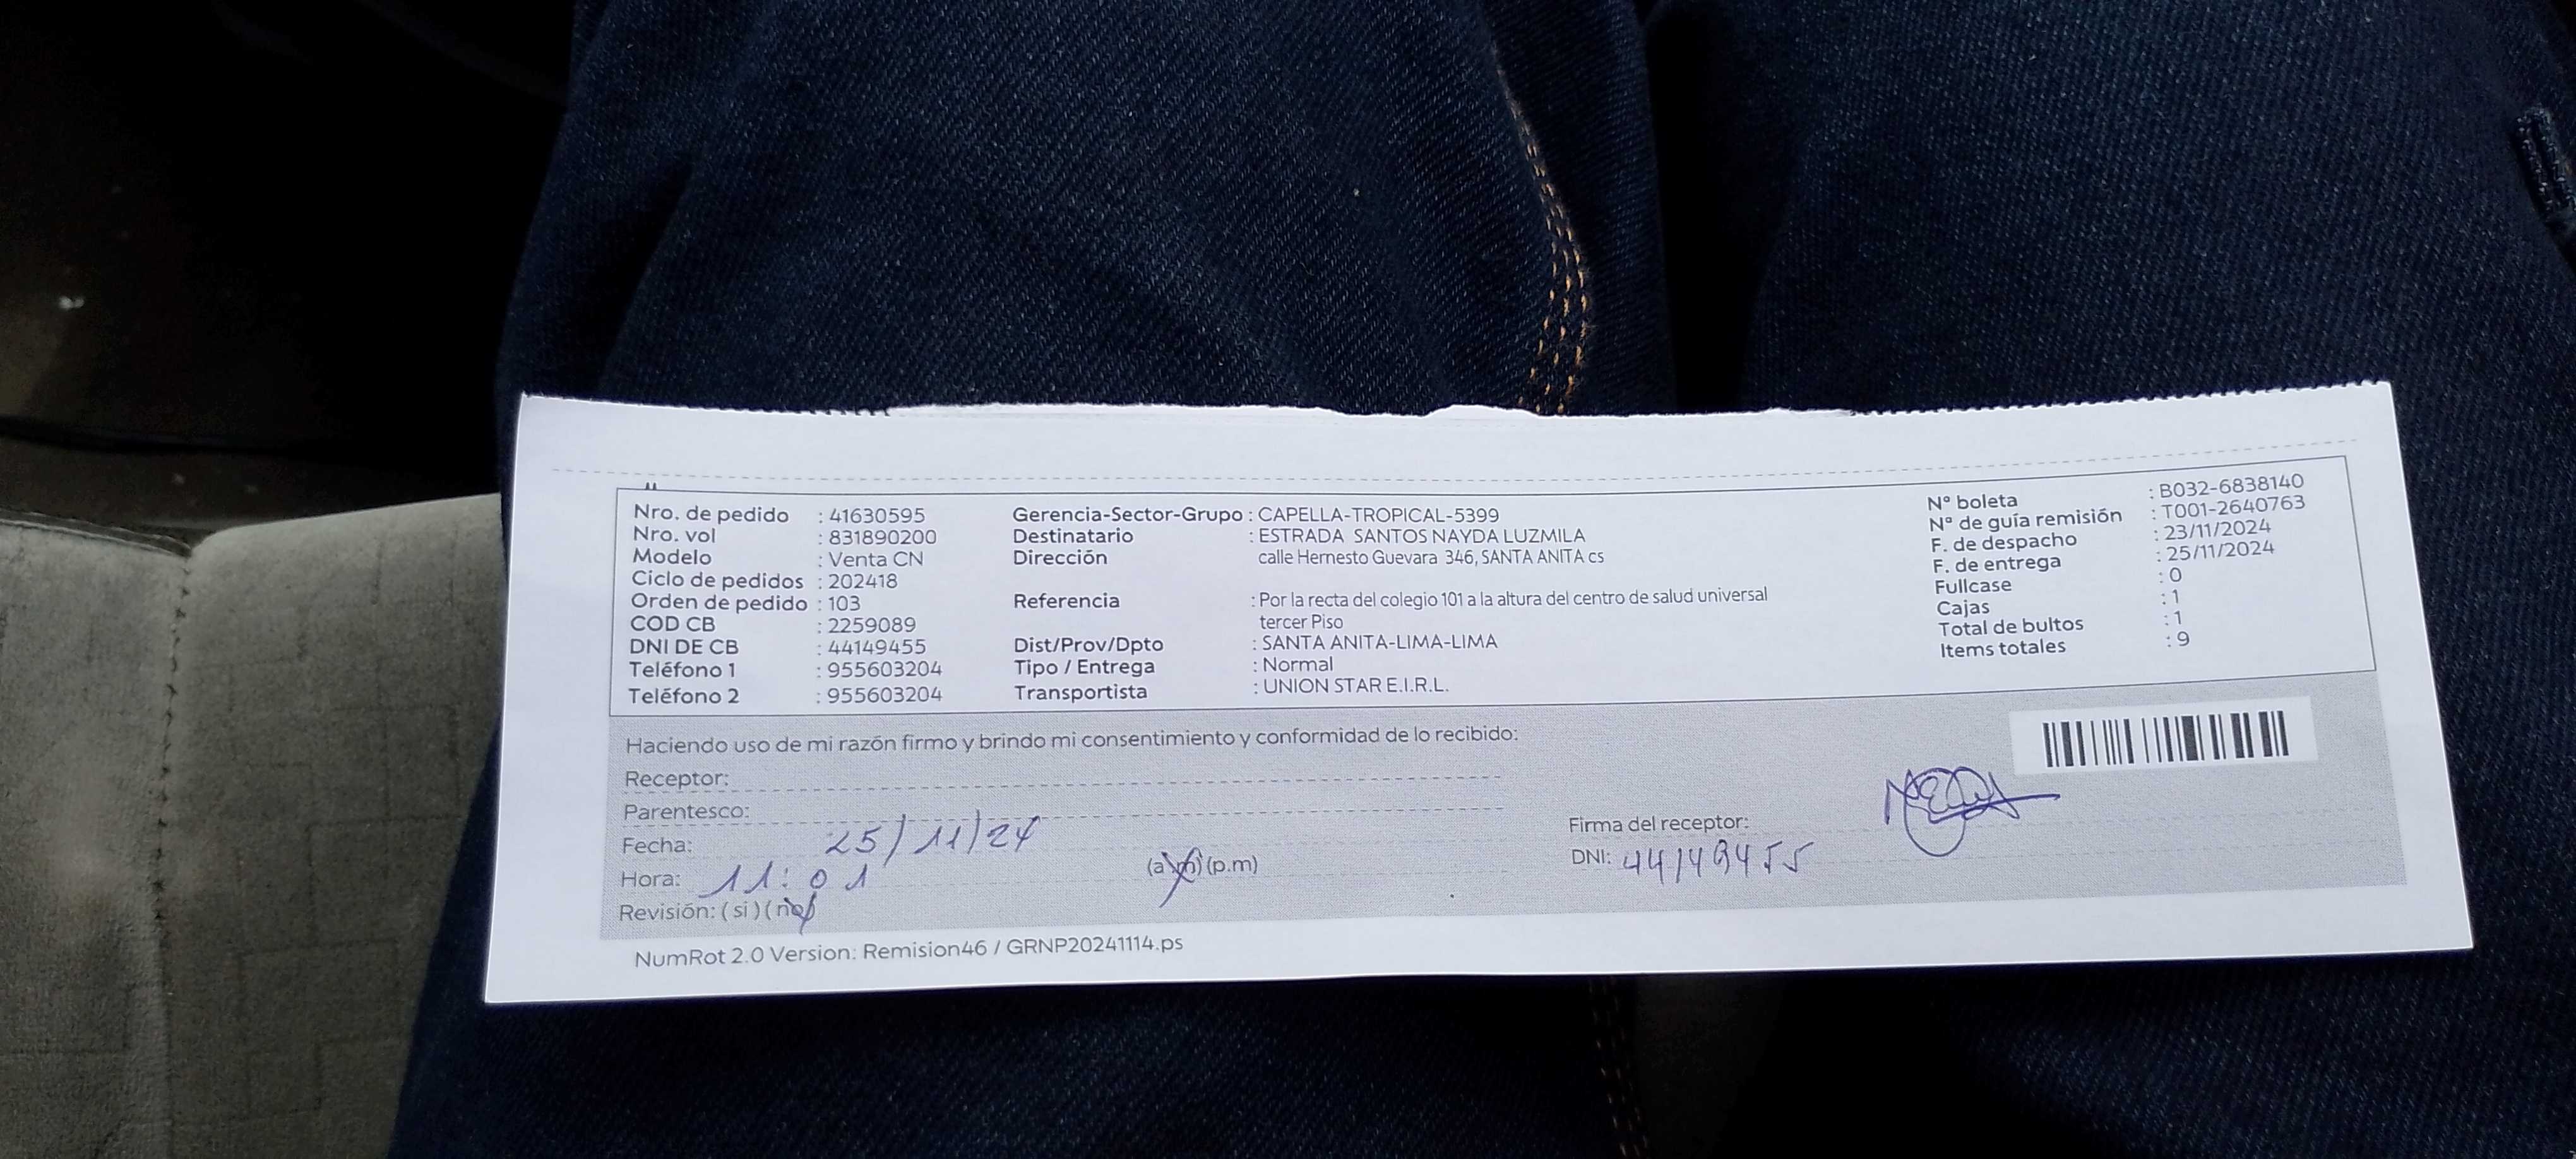 Nro. de pedido : 41630595
Nro. vol : 831890200
Modelo : Venta CN
Ciclo de pedidos : 202418
Orden de pedido : 103
COD CB : 2259089
DNI DE CB : 44149455
Teléfono 1 : 955603204
Teléfono 2 : 955603204
Gerencia-Sector-Grupo : CAPELLA-TROPICAL-5399
Destinatario : ESTRADA SANTOS NAYDA LUZMILA
Dirección calle Hernesto Guevara 346, SANTA ANITA cs
Referencia : Por la recta del colegio 101 a la altura del centro de salud universal
tercer Piso
Dist/Prov/Dpto : SANTA ANITA-LIMA-LIMA
Tipo / Entrega : Normal
Transportista : UNION STAR E.I.R.L.
N° boleta : B032-6838140
N° de guía remisión : T001-2640763
F. de despacho : 23/11/2024
F. de entrega : 25/11/2024
Fullcase : 0
Cajas : 1
Total de bultos : 1
Items totales : 9
Haciendo uso de mi razón firmo y brindo mi consentimiento y conformidad de lo recibido:
Receptor:
Parentesco:
Fecha: 25/11/24
Hora: 11:01 (a.m) (p.m)
Revisión: (si) (no)
Firma del receptor:
DNI: 44149455
NumRot 2.0 Version: Remision46 / GRNP20241114.ps